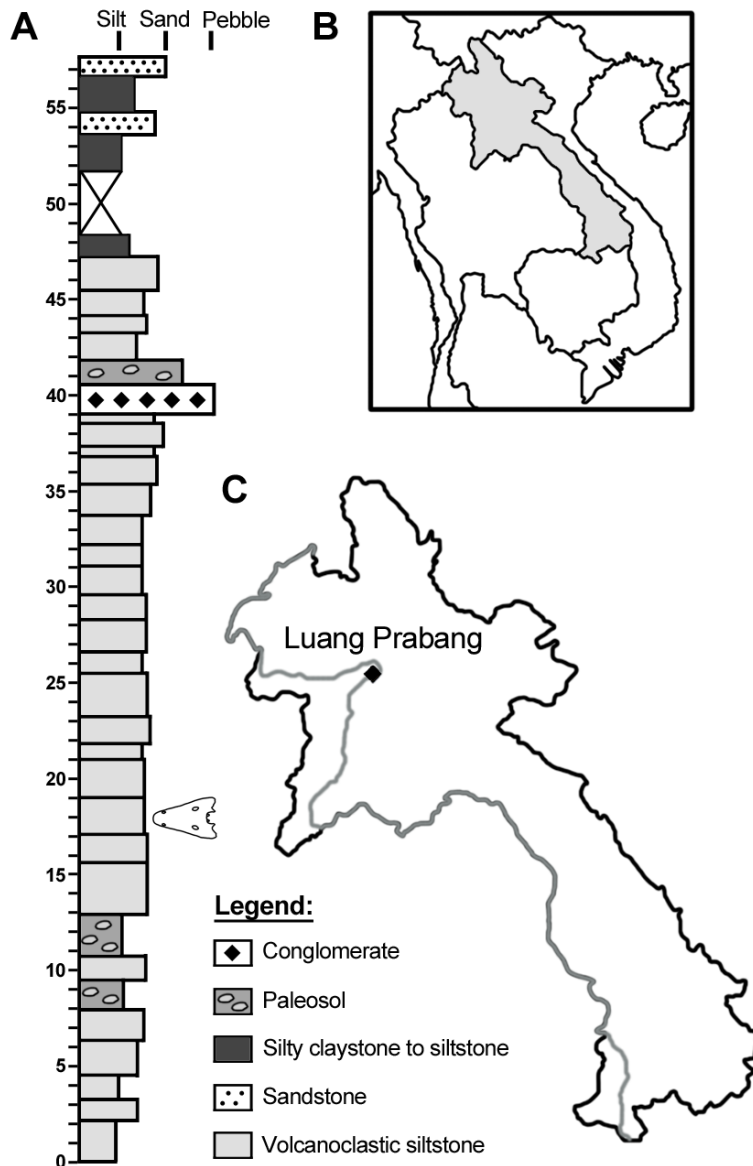 A
Silt Sand Pebble
55
50
45
40
35
30
25
20
15
10
5
0
B
C
Luang Prabang
Legend:
Conglomerate
Paleosol
Silty claystone to siltstone
Sandstone
Volcanoclastic siltstone